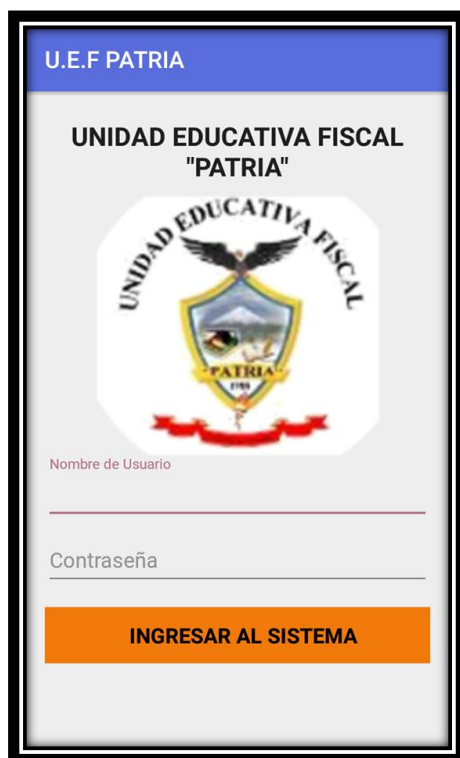 U.E.F PATRIA
UNIDAD EDUCATIVA FISCAL
"PATRIA"
UNIDAD EDUCATIVA FISCAL
"PATRIA"
Nombre de Usuario
Contraseña
INGRESAR AL SISTEMA